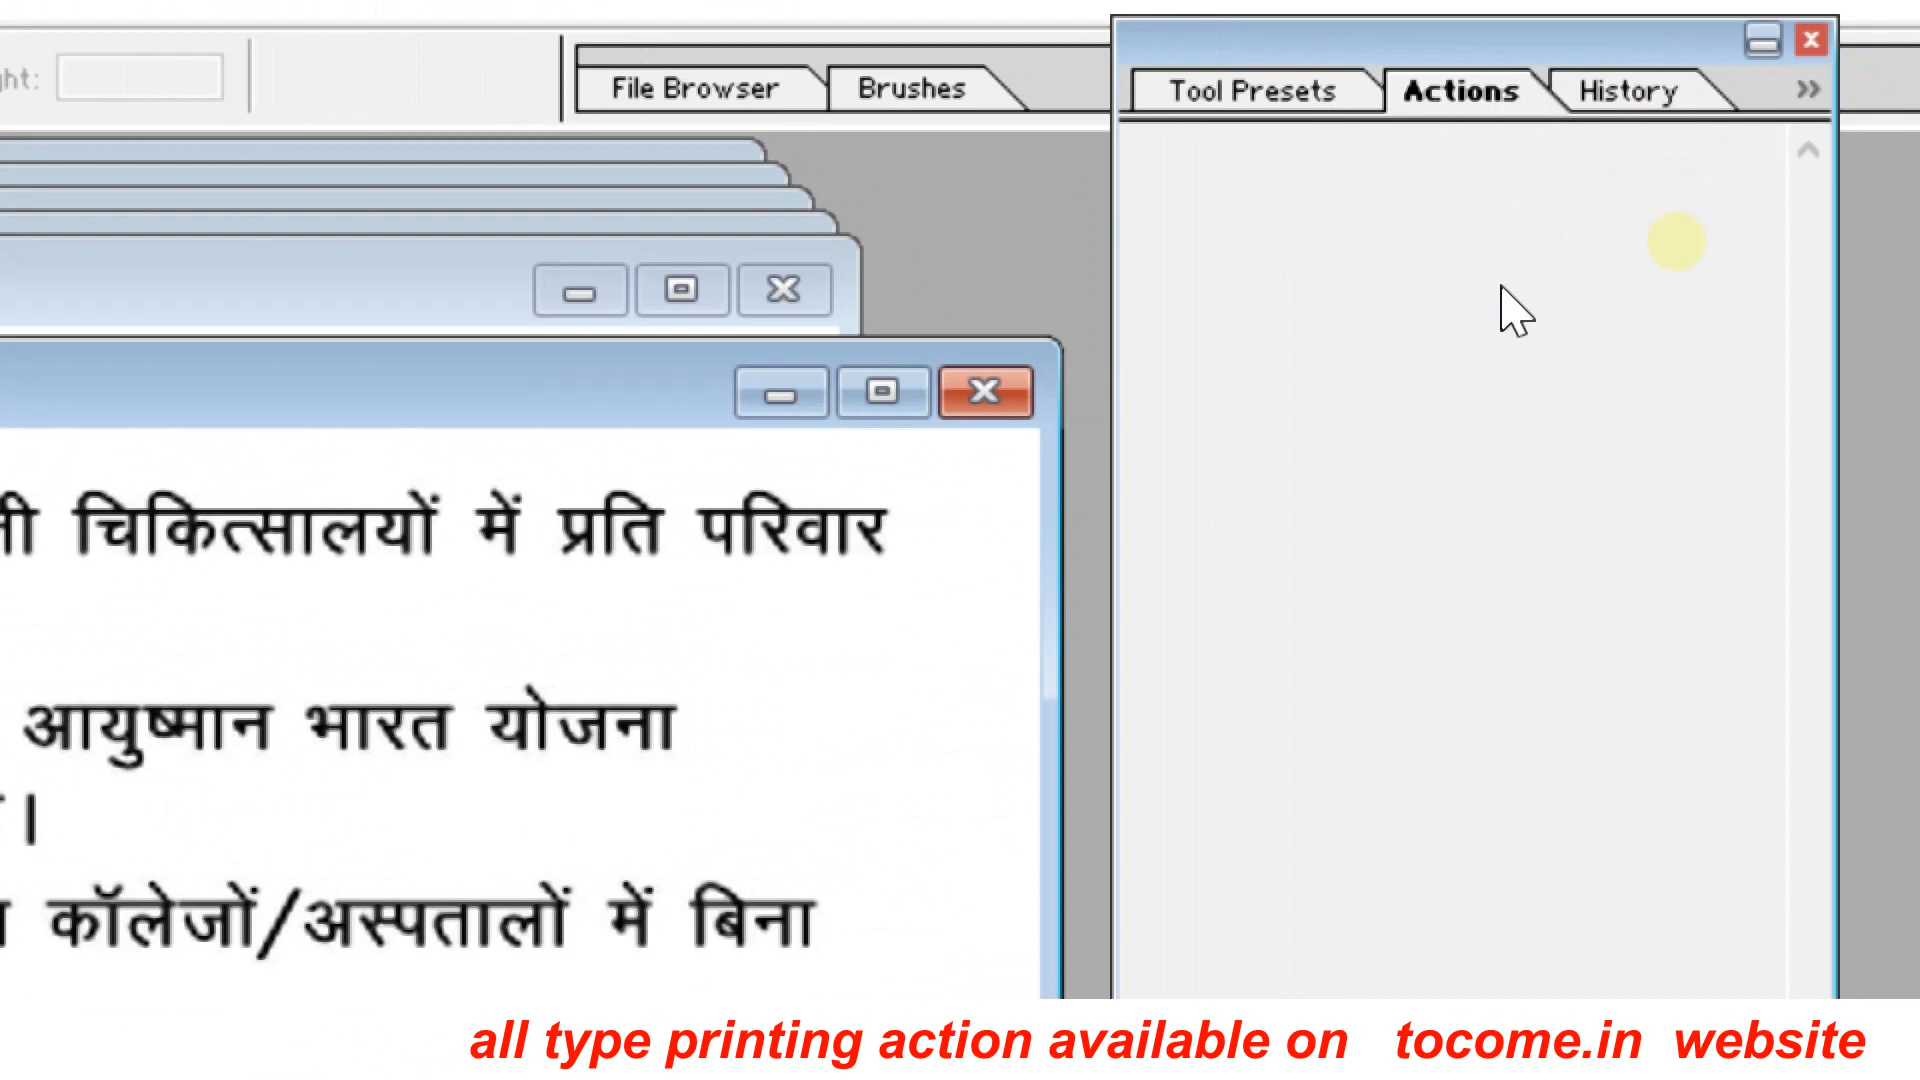 ght:
File Browser
Brushes
Tool Presets
Actions
History
चिकित्सालयों में प्रति परिवार
आयुष्मान भारत योजना
।
कॉलेजों/अस्पतालों में बिना
all type printing action available on tocome.in website